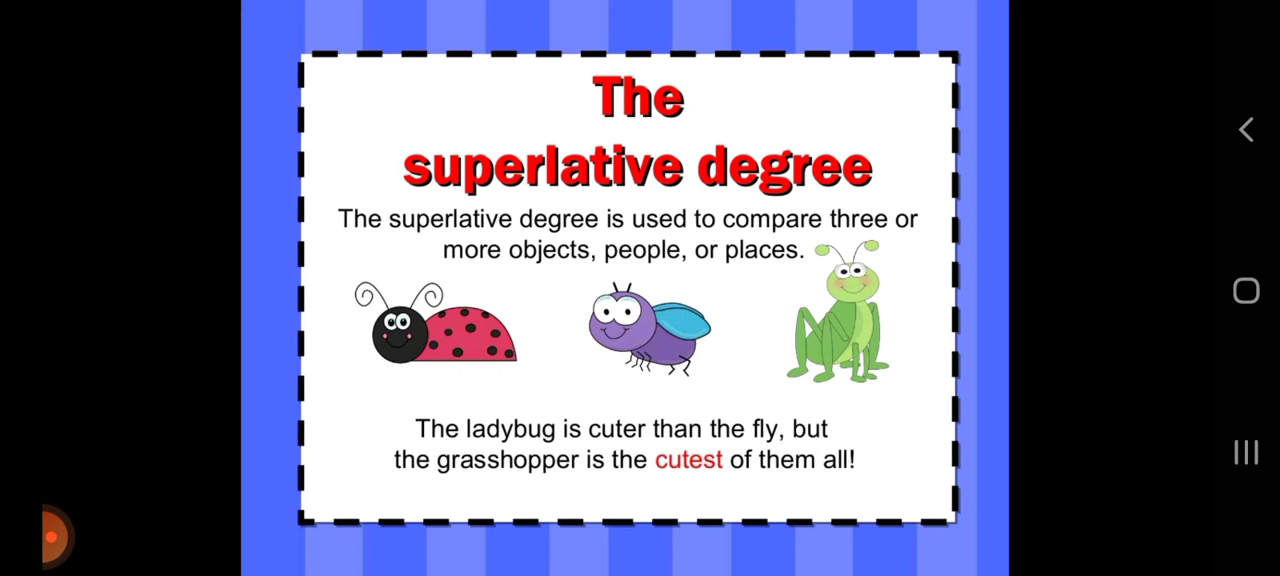 The
superlative degree
The superlative degree is used to compare three or
more objects, people, or places.
The ladybug is cuter than the fly, but
the grasshopper is the cutest of them all!